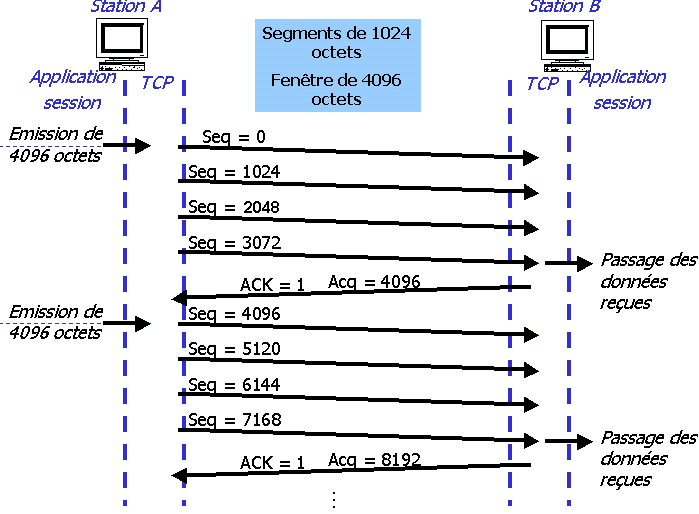 Station A
Station B
Segments de 1024
octets
Fenêtre de 4096
octets
Application
session
TCP
TCP
Application
session
Emission de
4096 octets
Seq = 0
Seq = 1024
Seq = 2048
Seq = 3072
Passage des
données
reçues
ACK = 1 Acq = 4096
Emission de
4096 octets
Seq = 4096
Seq = 5120
Seq = 6144
Seq = 7168
Passage des
données
reçues
ACK = 1 Acq = 8192
⋮